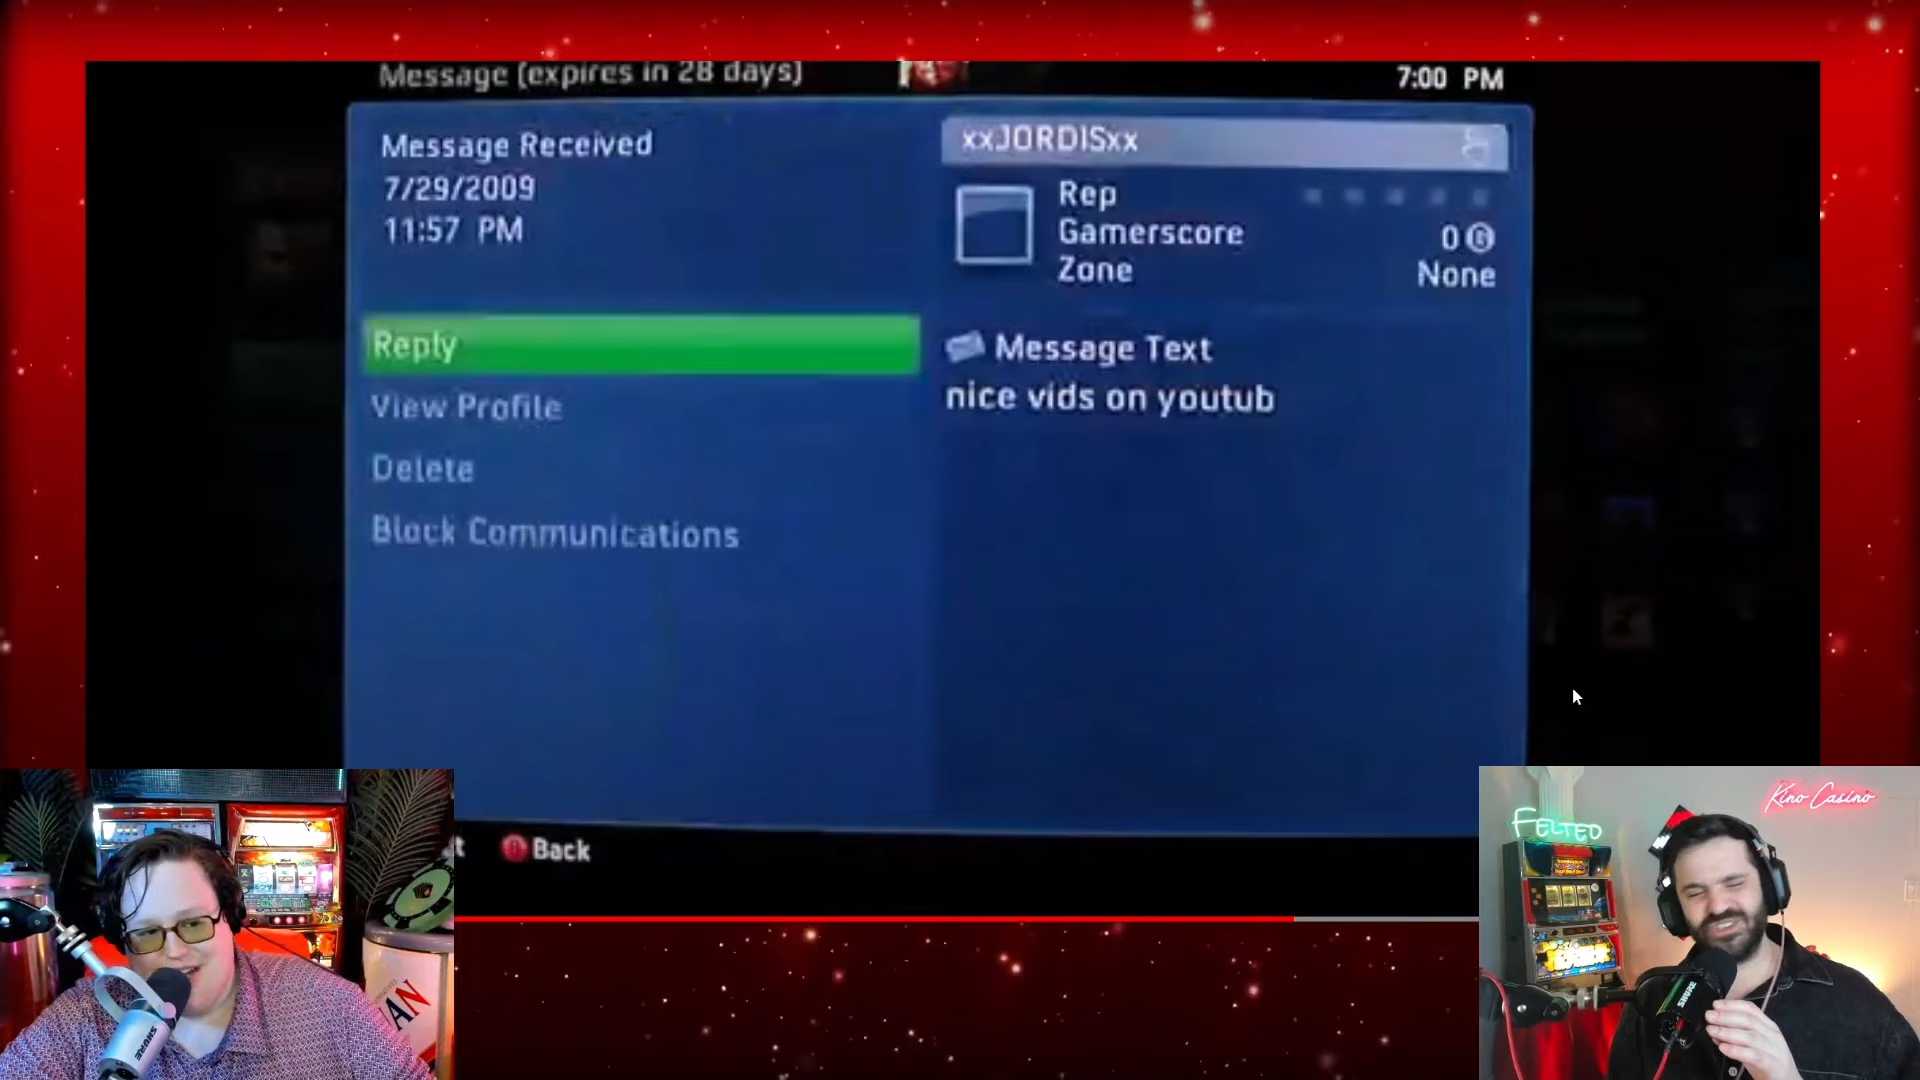 Message (expires in 28 days)
7:00 PM
Message Received
7/29/2009
11:57 PM
xxJORDISxx
Rep
Gamerscore
0 G
Zone
None
Reply
View Profile
Delete
Block Communications
Message Text
nice vids on youtub
Back
FELTED
Kino Casino
SHURE
SHURE